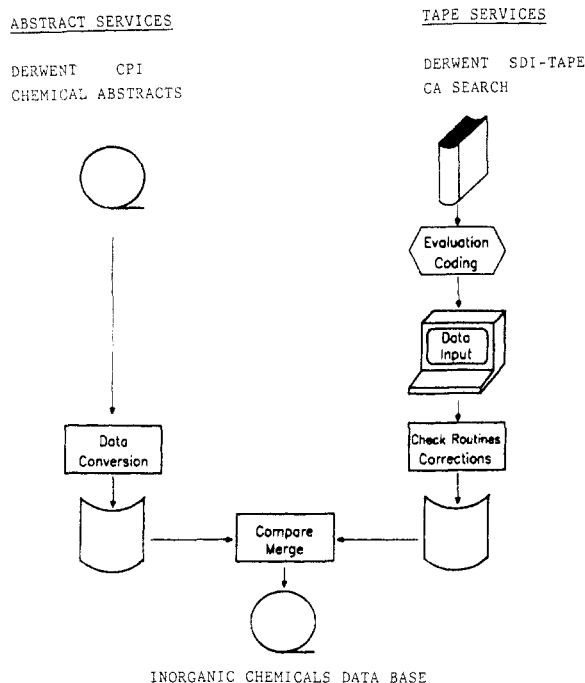 ABSTRACT SERVICES
DERWENT CPI
CHEMICAL ABSTRACTS
TAPE SERVICES
DERWENT SDI-TAPE
CA SEARCH
Evaluation
Coding
Data
Input
Data
Conversion
Check Routines
Corrections
Compare
Merge
INORGANIC CHEMICALS DATA BASE